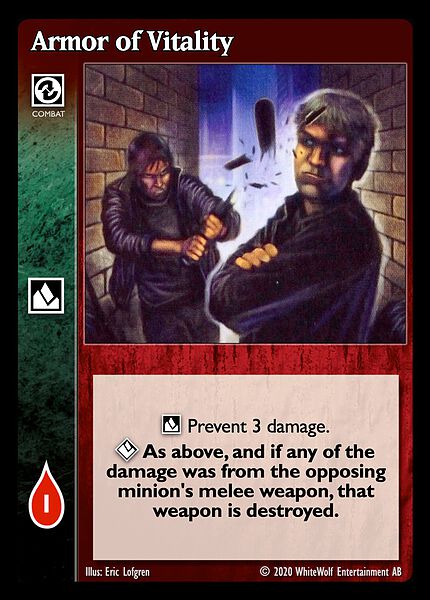 Armor of Vitality
COMBAT
Prevent 3 damage.
As above, and if any of the
damage was from the opposing
minion's melee weapon, that
weapon is destroyed.
1
Illus: Eric Lofgren © 2020 WhiteWolf Entertainment AB